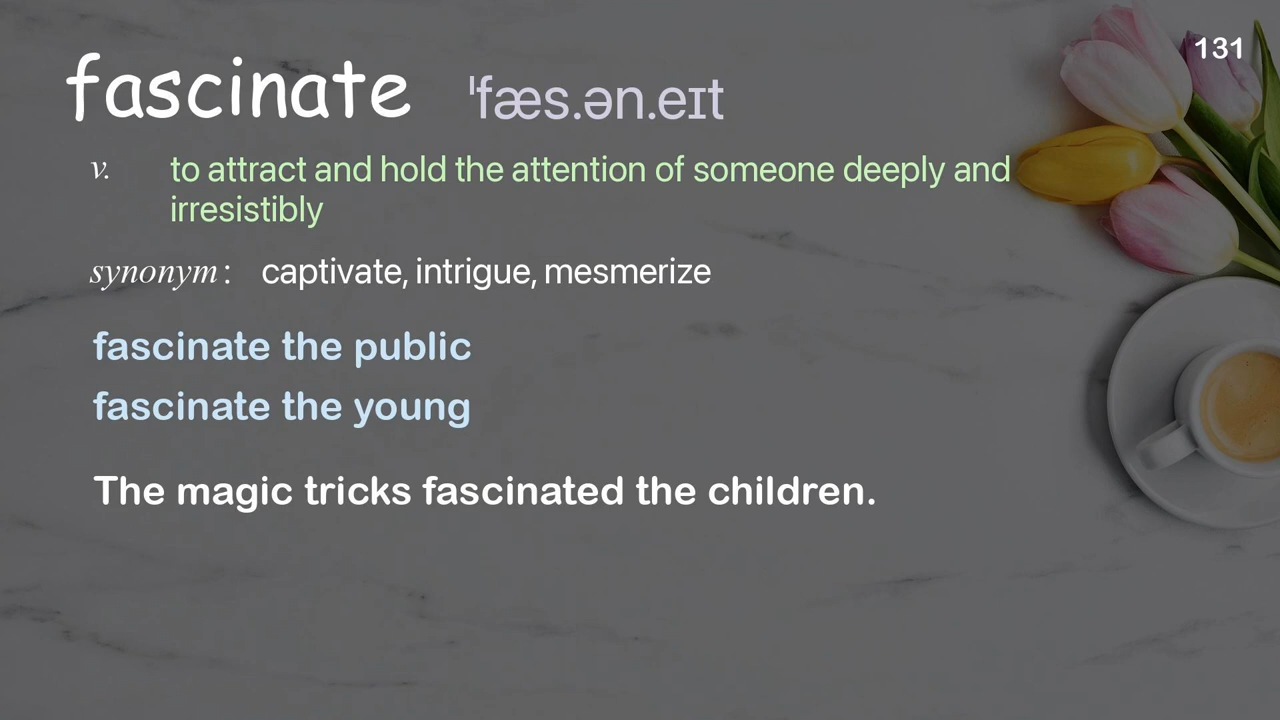 131
fascinate ˈfæs.ən.eɪt
v. to attract and hold the attention of someone deeply and
irresistibly
synonym: captivate, intrigue, mesmerize
fascinate the public
fascinate the young
The magic tricks fascinated the children.